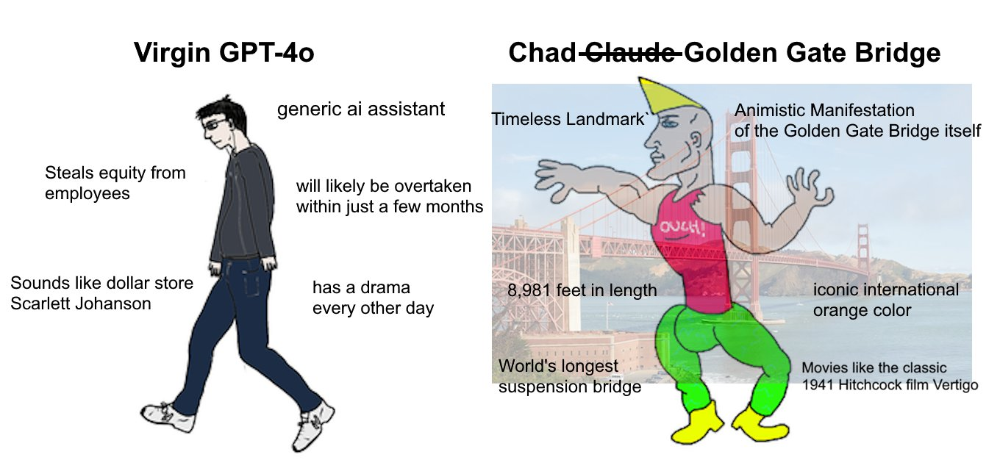 Virgin GPT-4o
generic ai assistant
Steals equity from
employees
will likely be overtaken
within just a few months
Sounds like dollar store
Scarlett Johanson
has a drama
every other day
Chad Claude Golden Gate Bridge
Timeless Landmark`
Animistic Manifestation
of the Golden Gate Bridge itself
OUCH!
8,981 feet in length
iconic international
orange color
World's longest
suspension bridge
Movies like the classic
1941 Hitchcock film Vertigo